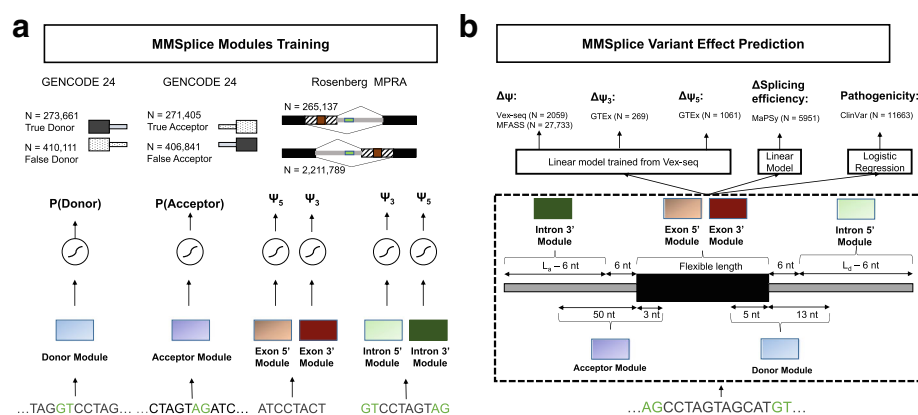 a
MMSplice Modules Training
GENCODE 24
GENCODE 24
Rosenberg MPRA
N = 273,661
True Donor
N = 410,111
False Donor
N = 271,405
True Acceptor
N = 406,841
False Acceptor
N = 265,137
N = 2,211,789
P(Donor)
P(Acceptor)
Ψ5
Ψ3
Ψ3
Ψ5
Donor Module
Acceptor Module
Exon 5' Module
Exon 3' Module
Intron 5' Module
Intron 3' Module
...TAGGTCCTAG...
...CTAGTAGATC...
ATCCTACT
GTCCTAGTAG
b
MMSplice Variant Effect Prediction
Δψ:
Vex-seq (N = 2059)
MFASS (N = 27,733)
ΔΨ3:
GTEx (N = 269)
ΔΨ5:
GTEx (N = 1061)
ΔSplicing efficiency:
MaPSy (N = 5951)
Pathogenicity:
ClinVar (N = 11663)
Linear model trained from Vex-seq
Linear Model
Logistic Regression
Intron 3' Module
Exon 5' Module
Exon 3' Module
Intron 5' Module
La – 6 nt
6 nt
Flexible length
6 nt
Ld – 6 nt
50 nt
3 nt
5 nt
13 nt
Acceptor Module
Donor Module
...AGCCTAGTAGCATGT...